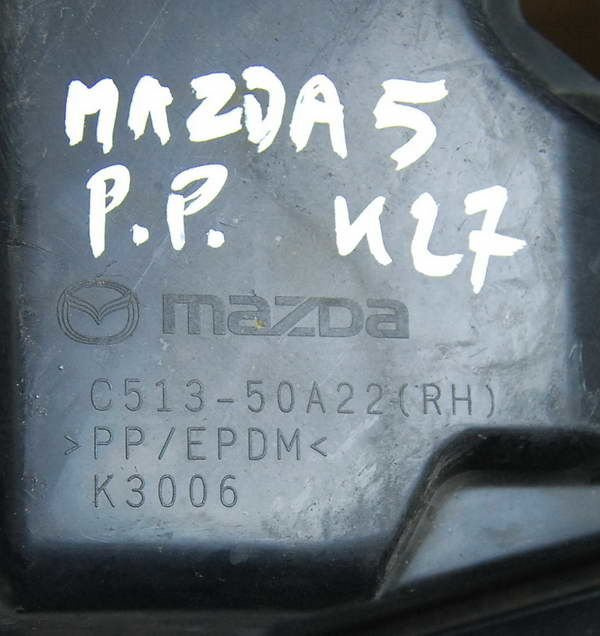 MAZDA 5
P.P. K27
mazda
C513-50A22(RH)
>PP/EPDM<
K3006